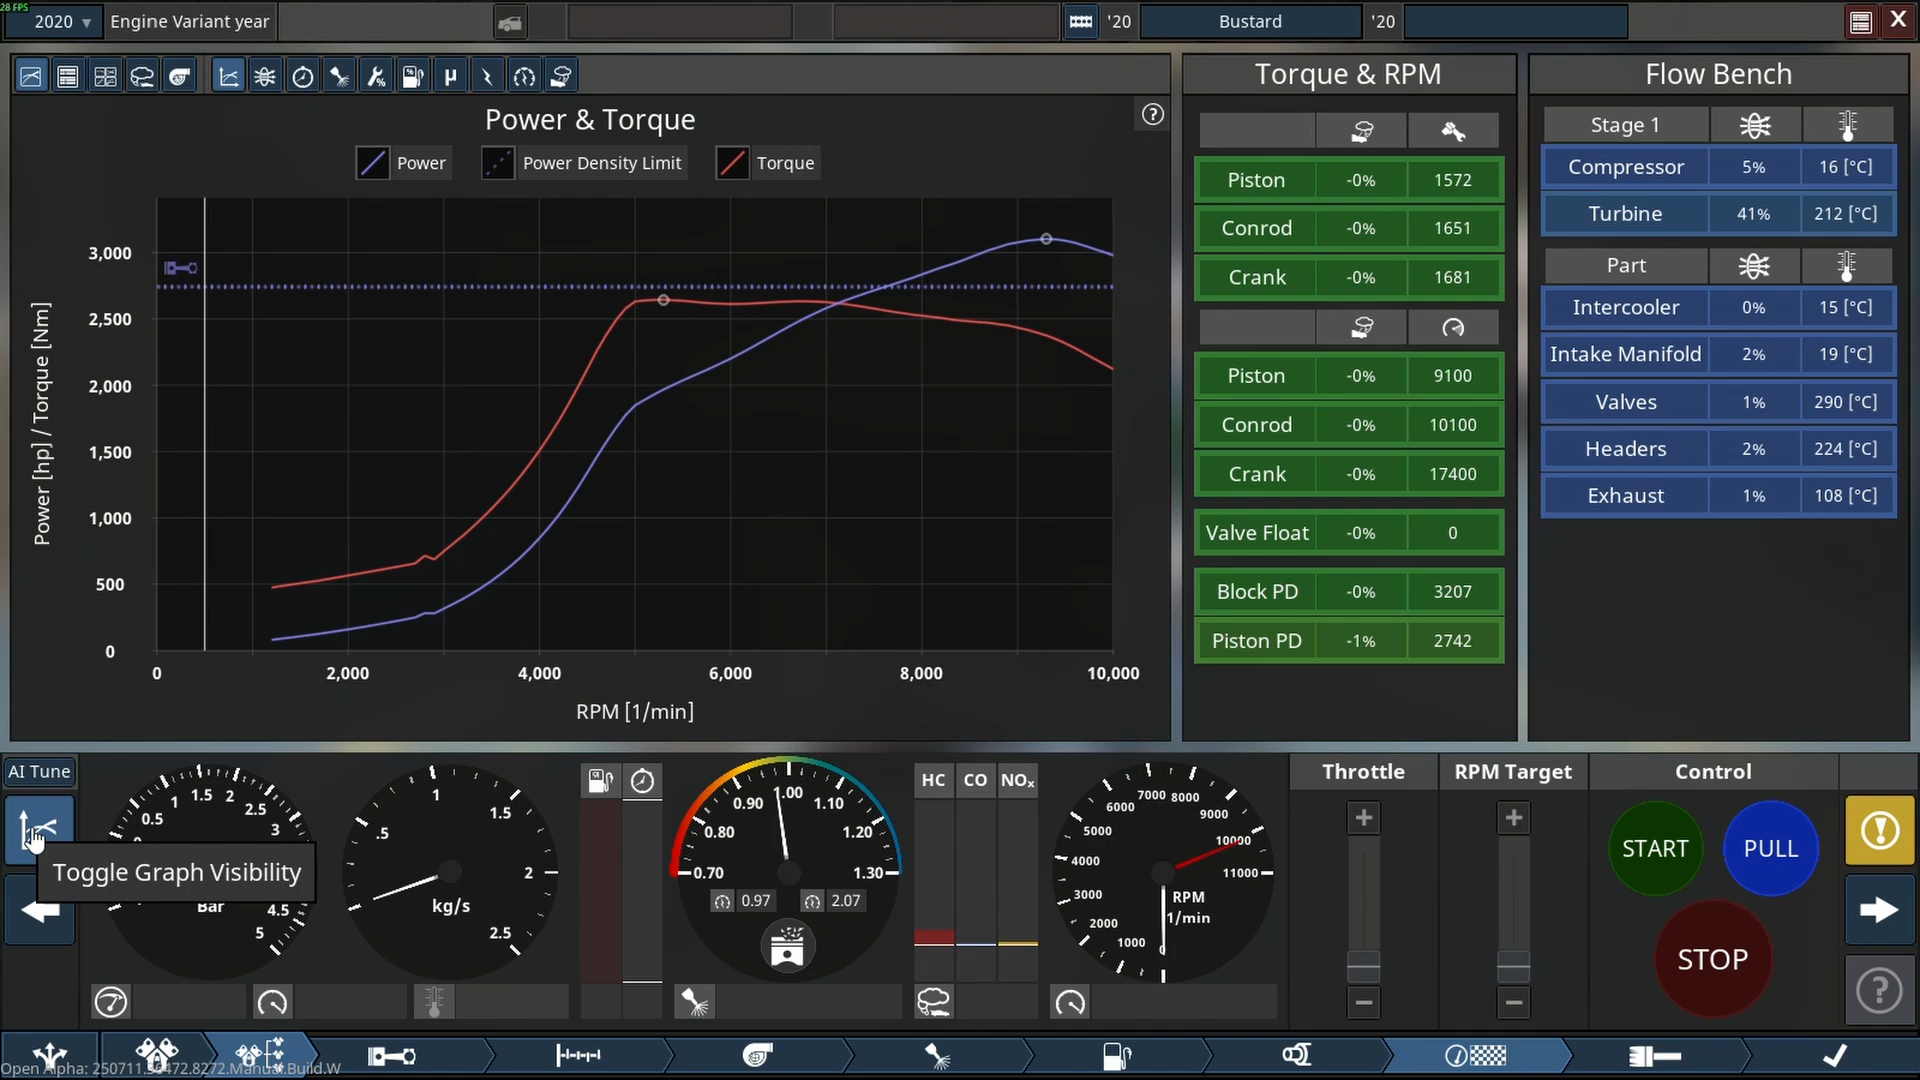 28 FPS
2020 Engine Variant year '20 Bustard '20 X
Power & Torque
?
Power Power Density Limit Torque
Power [hp] / Torque [Nm]
3,000
2,500
2,000
1,500
1,000
500
0
0 2,000 4,000 6,000 8,000 10,000
RPM [1/min]
Torque & RPM
Piston -0% 1572
Conrod -0% 1651
Crank -0% 1681
Piston -0% 9100
Conrod -0% 10100
Crank -0% 17400
Valve Float -0% 0
Block PD -0% 3207
Piston PD -1% 2742
Flow Bench
Stage 1
Compressor 5% 16 [°C]
Turbine 41% 212 [°C]
Part
Intercooler 0% 15 [°C]
Intake Manifold 2% 19 [°C]
Valves 1% 290 [°C]
Headers 2% 224 [°C]
Exhaust 1% 108 [°C]
AI Tune
Toggle Graph Visibility
0.5 1 1.5 2 2.5 3 4.5 5
Bar
.5 1 1.5 2 2.5
kg/s
0.70 0.80 0.90 1.00 1.10 1.20 1.30
0.97 2.07
HC CO NOx
0 1000 2000 3000 4000 5000 6000 7000 8000 9000 10000 11000
RPM
1/min
Throttle
+
−
RPM Target
+
−
Control
START PULL
STOP
?
Open Alpha: 250711.
472.8272.Manual.Build.W